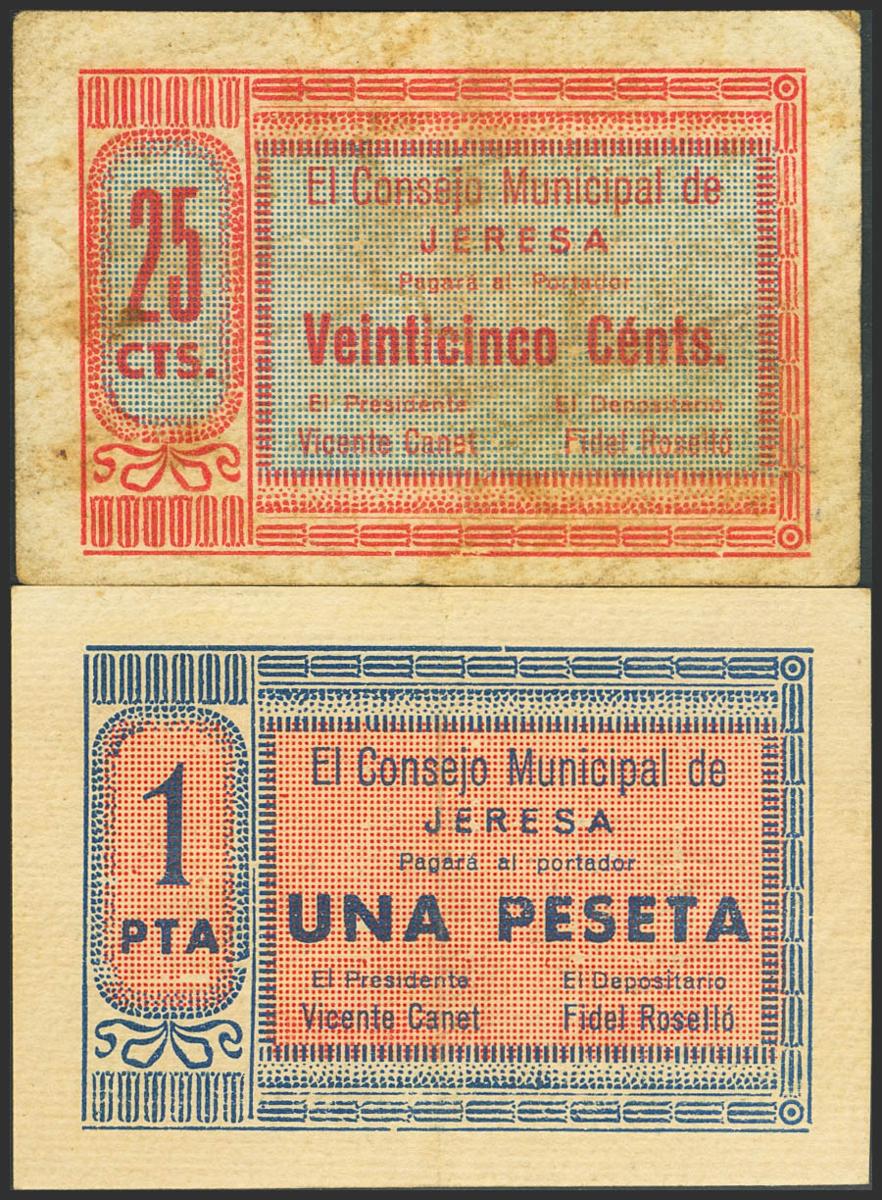 25
CTS.
El Consejo Municipal de
JERESA
Pagará al Portador
Veinticinco Cénts.
El Presidente El Depositario
Vicente Canet Fidel Roselló
1
PTA
El Consejo Municipal de
JERESA
Pagará al portador
UNA PESETA
El Presidente El Depositario
Vicente Canet Fidel Roselló